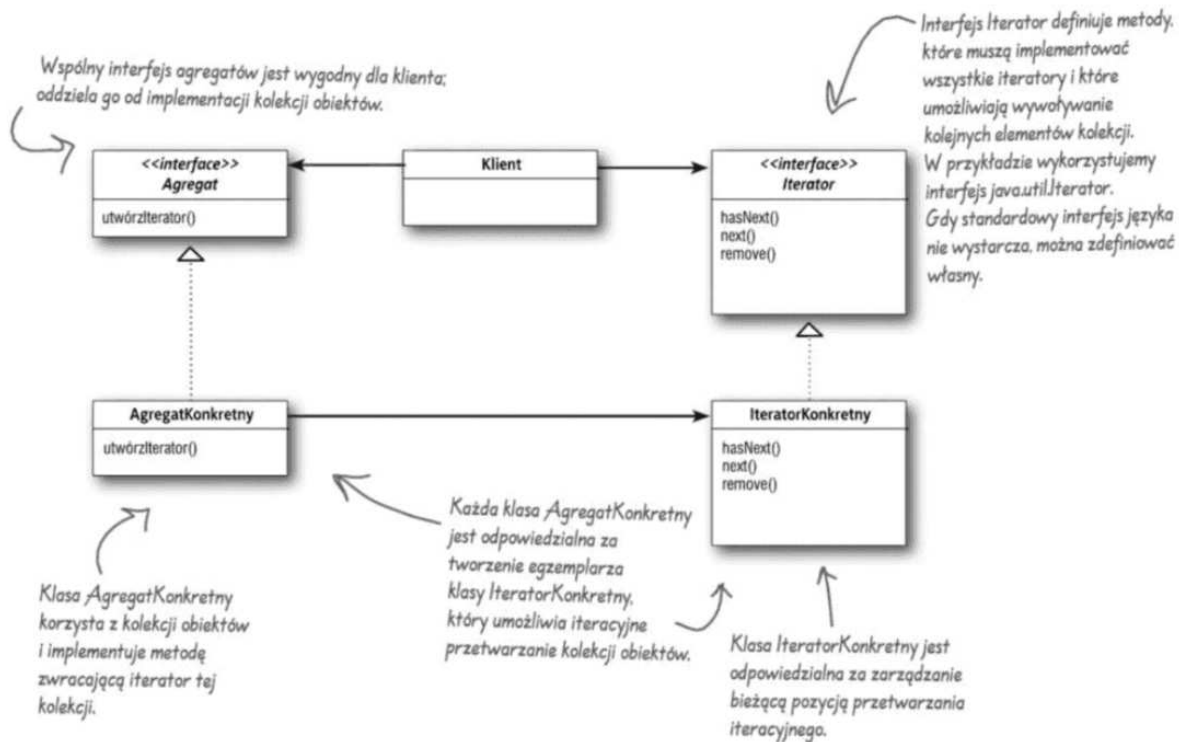 Wspólny interfejs agregatów jest wygodny dla klienta;
oddziela go od implementacji kolekcji obiektów.
Interfejs Iterator definiuje metody,
które muszą implementować
wszystkie iteratory i które
umożliwiają wywoływanie
kolejnych elementów kolekcji.
W przykładzie wykorzystujemy
interfejs java.util.Iterator.
Gdy standardowy interfejs języka
nie wystarcza, można zdefiniować
własny.
<<interface>>
Agregat
utwórzIterator()
Klient
<<interface>>
Iterator
hasNext()
next()
remove()
AgregatKonkretny
utwórzIterator()
IteratorKonkretny
hasNext()
next()
remove()
Klasa AgregatKonkretny
korzysta z kolekcji obiektów
i implementuje metodę
zwracającą iterator tej
kolekcji.
Każda klasa AgregatKonkretny
jest odpowiedzialna za
tworzenie egzemplarza
klasy IteratorKonkretny,
który umożliwia iteracyjne
przetwarzanie kolekcji obiektów.
Klasa IteratorKonkretny jest
odpowiedzialna za zarządzanie
bieżącą pozycją przetwarzania
iteracyjnego.